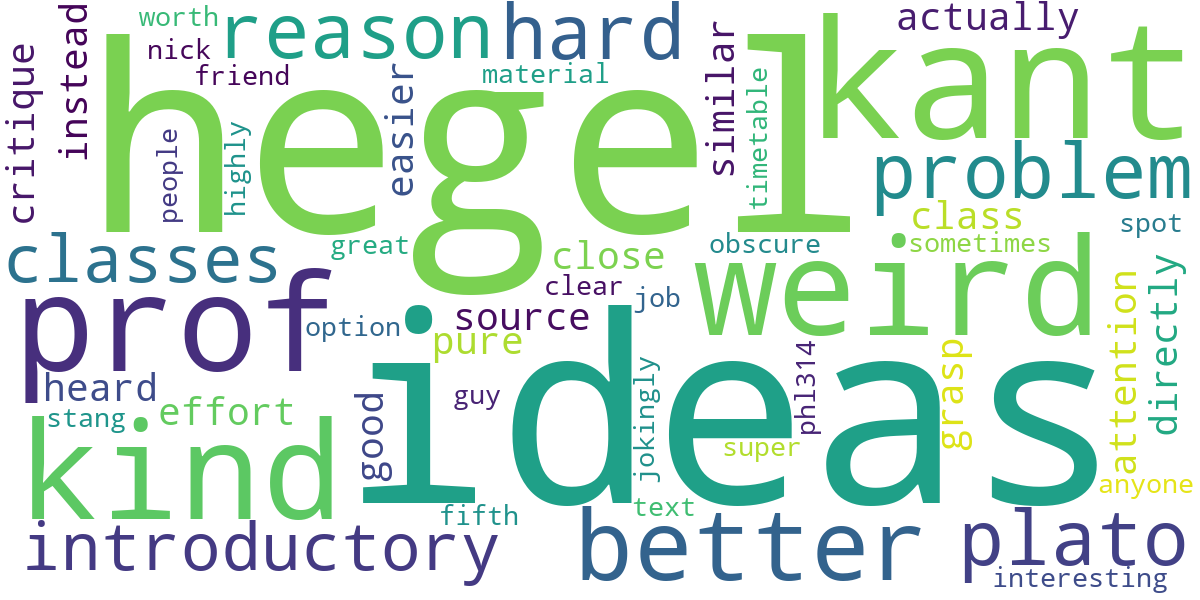 worth
reason
hard
actually
kant
nick
friend
material
critique
instead
hegel
easier
similar
timetable
people
highly
problem
class
spot
classes
great
close
obscure
sometimes
weird
prof
clear
job
option
source
pure
ideas
directly
attention
heard
guy
phl314
grasp
stang
effort
good
jokingly
super
kind
fifth
text
anyone
introductory
better
plato
interesting